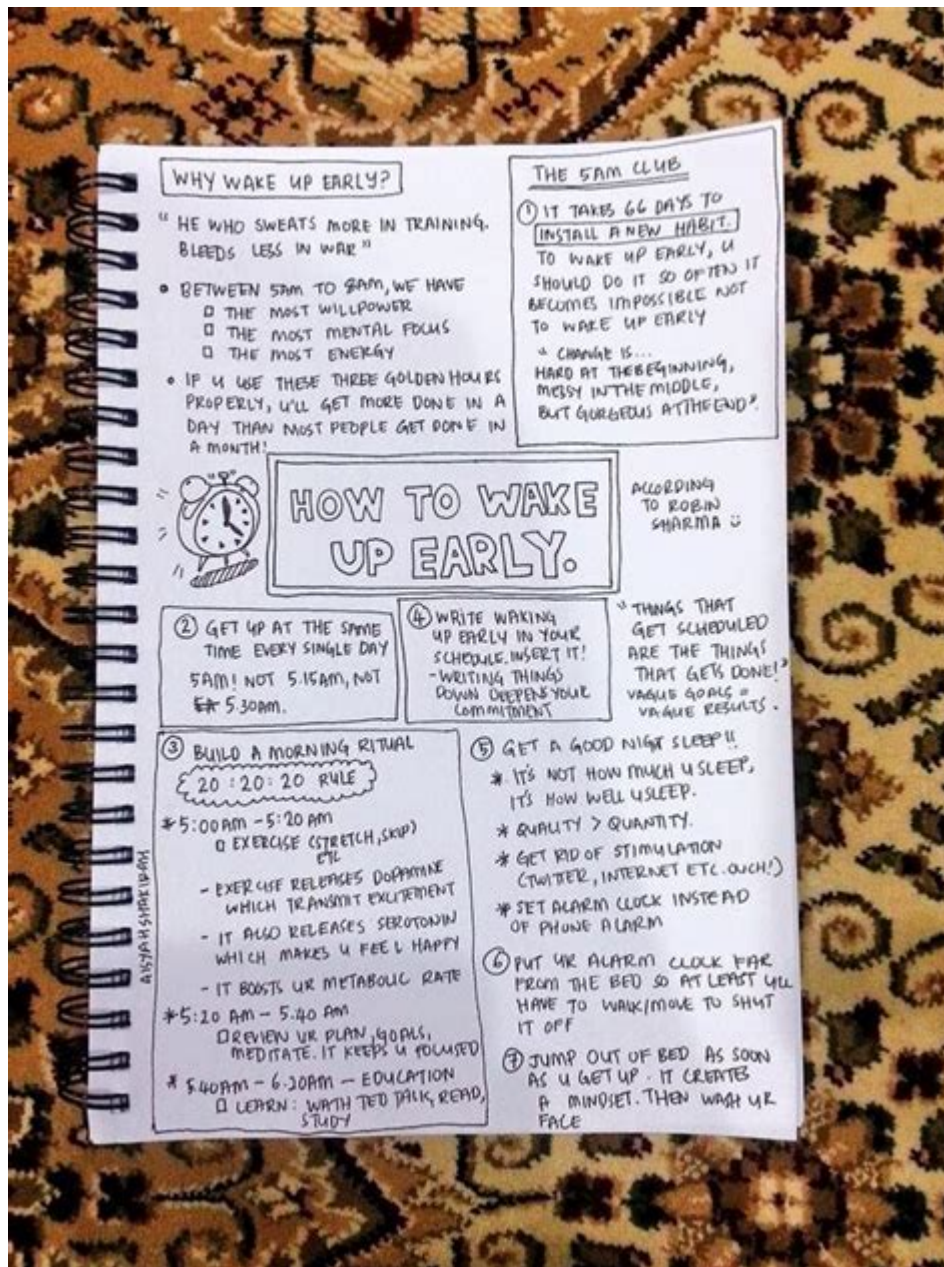 WHY WAKE UP EARLY?
"HE WHO SWEATS MORE IN TRAINING.
BLEEDS LESS IN WAR"
• BETWEEN 5AM TO 8AM, WE HAVE
□ THE MOST WILLPOWER
□ THE MOST MENTAL FOCUS
□ THE MOST ENERGY
• IF U USE THESE THREE GOLDEN HOURS
PROPERLY, U'LL GET MORE DONE IN A
DAY THAN MOST PEOPLE GET DONE IN
A MONTH!
THE 5AM CLUB
① IT TAKES 66 DAYS TO
INSTALL A NEW HABIT.
TO WAKE UP EARLY, U
SHOULD DO IT SO OFTEN IT
BECOMES IMPOSSIBLE NOT
TO WAKE UP EARLY
"CHANGE IS...
HARD AT THE BEGINNING,
MESSY IN THE MIDDLE,
BUT GORGEOUS AT THE END".
HOW TO WAKE
UP EARLY.
ACCORDING
TO ROBIN
SHARMA
② GET UP AT THE SAME
TIME EVERY SINGLE DAY
5AM! NOT 5.15AM, NOT
5.30AM.
④ WRITE WAKING
UP EARLY IN YOUR
SCHEDULE. INSERT IT!
- WRITING THINGS
DOWN DEEPENS YOUR
COMMITMENT
"THINGS THAT
GET SCHEDULED
ARE THE THINGS
THAT GETS DONE!"
VAGUE GOALS =
VAGUE RESULTS.
③ BUILD A MORNING RITUAL
20:20:20 RULE
* 5:00AM - 5:20AM
□ EXERCISE (STRETCH, SKIP)
ETC
- EXERCISE RELEASES DOPAMINE
WHICH TRANSMIT EXCITEMENT
- IT ALSO RELEASES SEROTONIN
WHICH MAKES U FEEL HAPPY
- IT BOOSTS UR METABOLIC RATE
* 5:20 AM - 5.40 AM
□ REVIEW UR PLAN, GOALS,
MEDITATE. IT KEEPS U FOCUSED
* 5.40AM - 6.20AM - EDUCATION
□ LEARN: WATH TED TALK, READ,
STUDY
⑤ GET A GOOD NIGT SLEEP!!
* IT'S NOT HOW MUCH U SLEEP,
IT'S HOW WELL U SLEEP.
* QUALITY > QUANTITY.
* GET RID OF STIMULATION
(TWITTER, INTERNET ETC. OUCH!)
* SET ALARM CLOCK INSTEAD
OF PHONE ALARM
⑥ PUT UR ALARM CLOCK FAR
FROM THE BED SO AT LEAST U'LL
HAVE TO WALK/MOVE TO SHUT
IT OFF
⑦ JUMP OUT OF BED AS SOON
AS U GET UP. IT CREATES
A MINDSET. THEN WASH UR
FACE
AISYAH SHAKIRAH